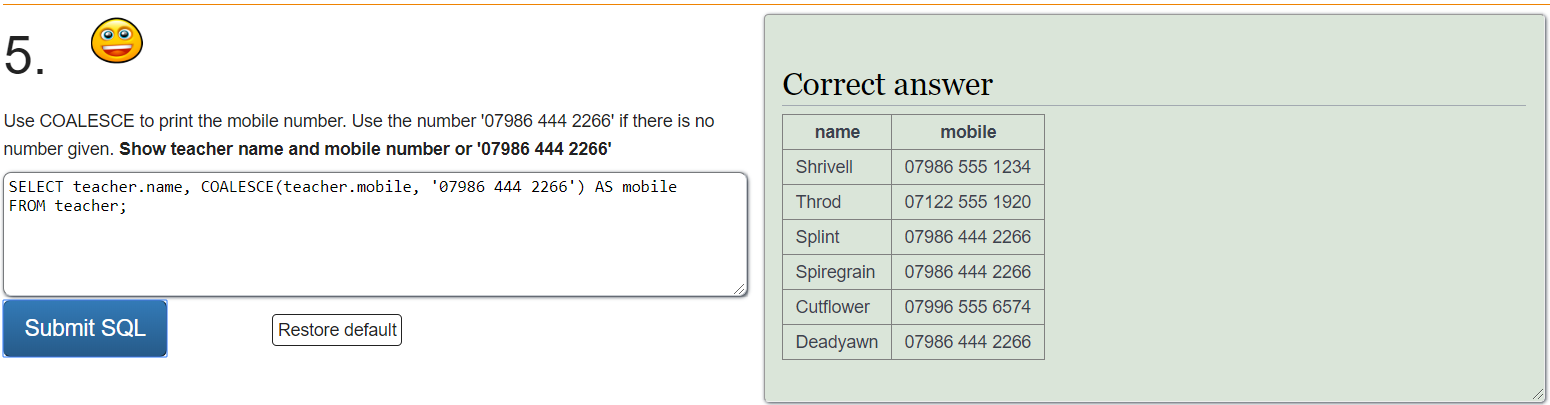 5.
Use COALESCE to print the mobile number. Use the number '07986 444 2266' if there is no
number given. Show teacher name and mobile number or '07986 444 2266'
SELECT teacher.name, COALESCE(teacher.mobile, '07986 444 2266') AS mobile
FROM teacher;
Submit SQL
Restore default
Correct answer
name mobile
Shrivell 07986 555 1234
Throd 07122 555 1920
Splint 07986 444 2266
Spiregrain 07986 444 2266
Cutflower 07996 555 6574
Deadyawn 07986 444 2266